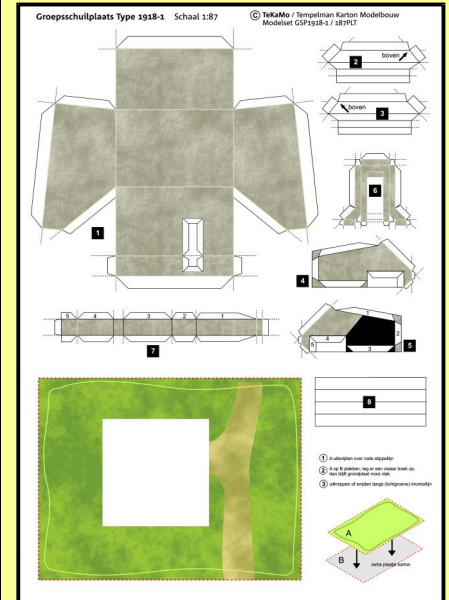 Groepsschuilplaats Type 1918-1 Schaal 1:87
© TeKaMo / Tempelman Karton Modelbouw
Modelset GSP1918-1 / 187PLT
boven
2
boven
3
6
1
4
5 4 3 2 1
7
1
2
3
4
5
5
8
1 A uitsnijden over rode stippellijn
2 A op B plakken; leg er een zwaar boek op,
dan blijft grondplaat mooi vlak
3 uitknippen of snijden langs (lichtgroene) kronkellijn
A
B
extra plaatje karton